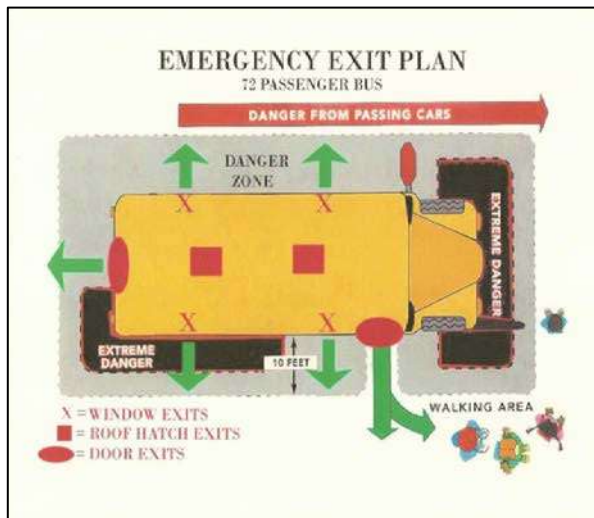 EMERGENCY EXIT PLAN
72 PASSENGER BUS
DANGER FROM PASSING CARS
DANGER
ZONE
X
X
EXTREME DANGER
X
X
EXTREME
DANGER
10 FEET
WALKING AREA
X = WINDOW EXITS
= ROOF HATCH EXITS
= DOOR EXITS